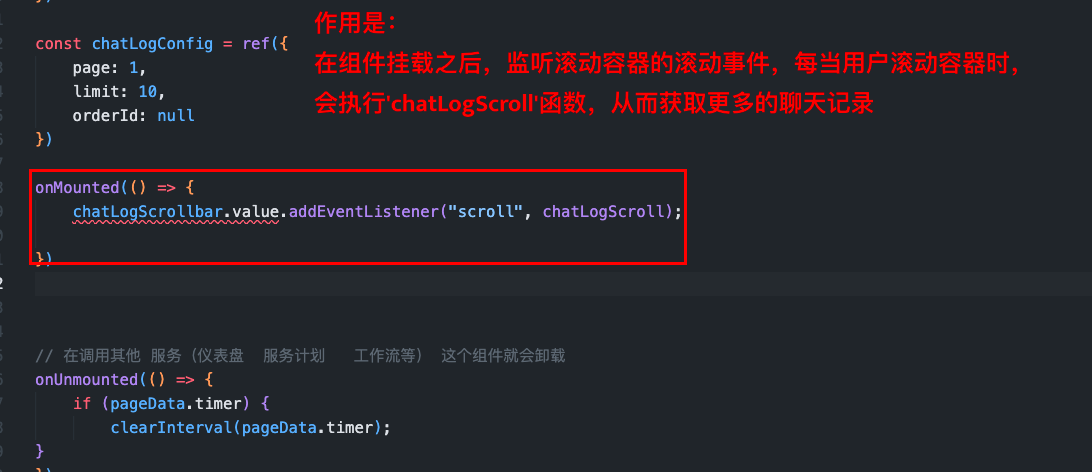 作用是：
const chatLogConfig = ref({
在组件挂载之后，监听滚动容器的滚动事件，每当用户滚动容器时，
page: 1,
limit: 10,
会执行'chatLogScroll'函数，从而获取更多的聊天记录
orderId: null
})
onMounted(() => {
chatLogScrollbar.value.addEventListener("scroll", chatLogScroll);
})
// 在调用其他 服务（仪表盘 服务计划 工作流等） 这个组件就会卸载
onUnmounted(() => {
if (pageData.timer) {
clearInterval(pageData.timer);
}